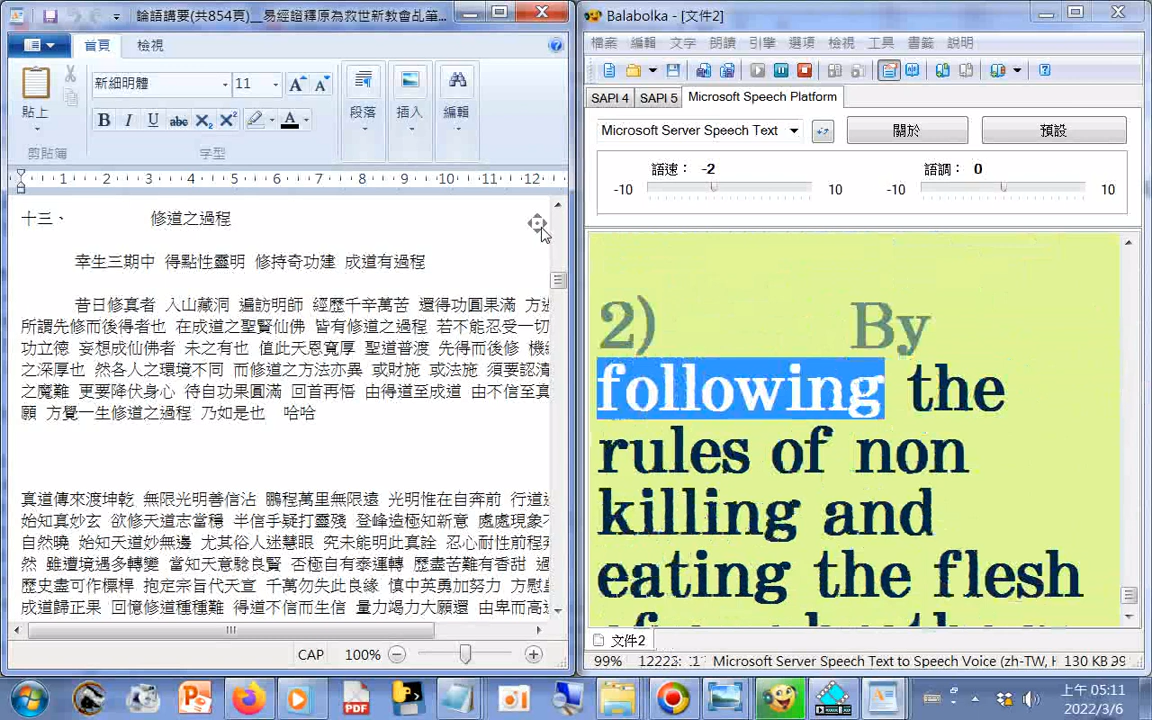 論語講要(共854頁)__易經證釋原為救世新教會乩筆...
首頁 檢視
貼上
剪貼簿
新細明體 11
B I U abc X₂ X²
字型
段落
插入
編輯
1 2 3 4 5 6 7 8 9 10 11 12
十三、 修道之過程
幸生三期中 得點性靈明 修持奇功建 成道有過程
昔日修真者 入山藏洞 遍訪明師 經歷千辛萬苦 還得功圓果滿
所謂先修而後得者也 在成道之聖賢仙佛 皆有修道之過程 若不能忍受一切
功立德 妄想成仙佛者 未之有也 值此天恩寬厚 聖道普渡 先得而後修
之深厚也 然各人之環境不同 而修道之方法亦異 或財施 或法施 須要認清
之魔難 更要降伏身心 待自功果圓滿 回首再悟 由得道至成道 由不信至真
願 方覺一生修道之過程 乃如是也 哈哈
真道傳來渡坤乾 無限光明善信沾 鵬程萬里無限遠 光明惟在自奔前 行道
始知真妙玄 欲修天道志當穩 半信乎疑打靈殘 登峰造極知新意 處處現象
自然曉 始知天道妙無邊 尤其俗人迷慧眼 究未能明此真詮 忍心耐性前程
然 雖遭境遇多轉變 當知天意驗良賢 否極自有泰運轉 歷盡苦難有香甜
歷史盡可作標桿 抱定宗旨代天宣 千萬勿失此良緣 慎中英勇加努力 方慰
成道歸正果 回憶修道種種難 得道不信而生信 量力竭力大願還 由卑而高
CAP 100%
Balabolka - [文件2]
檔案 編輯 文字 朗讀 引擎 選項 檢視 工具 書籤 說明
SAPI 4 SAPI 5 Microsoft Speech Platform
Microsoft Server Speech Text 關於 預設
語速: -2 語調: 0
-10 10 -10 10
2) By
following the
rules of non
killing and
eating the flesh
文件2
99% Microsoft Server Speech Text to Speech Voice (zh-TW, H 130 KB
上午 05:11
2022/3/6